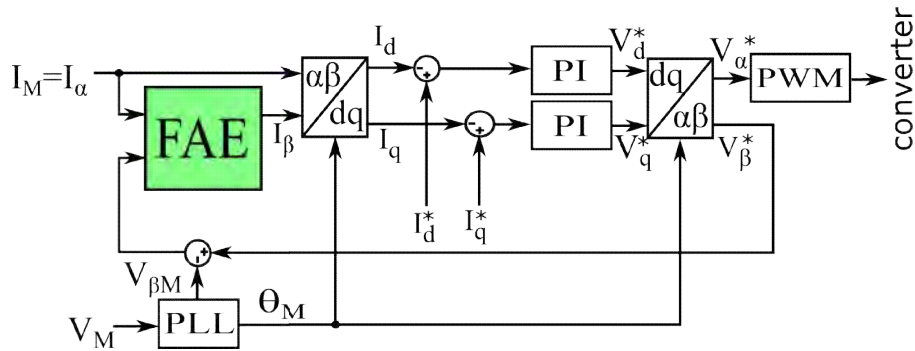 I_M=I_α
FAE
I_β
αβ
dq
I_d
I_q
-
+
-
+
I_d^*
I_q^*
PI
PI
V_d^*
V_q^*
dq
αβ
V_α^*
V_β^*
PWM
converter
-
+
V_βM
V_M
PLL
θ_M